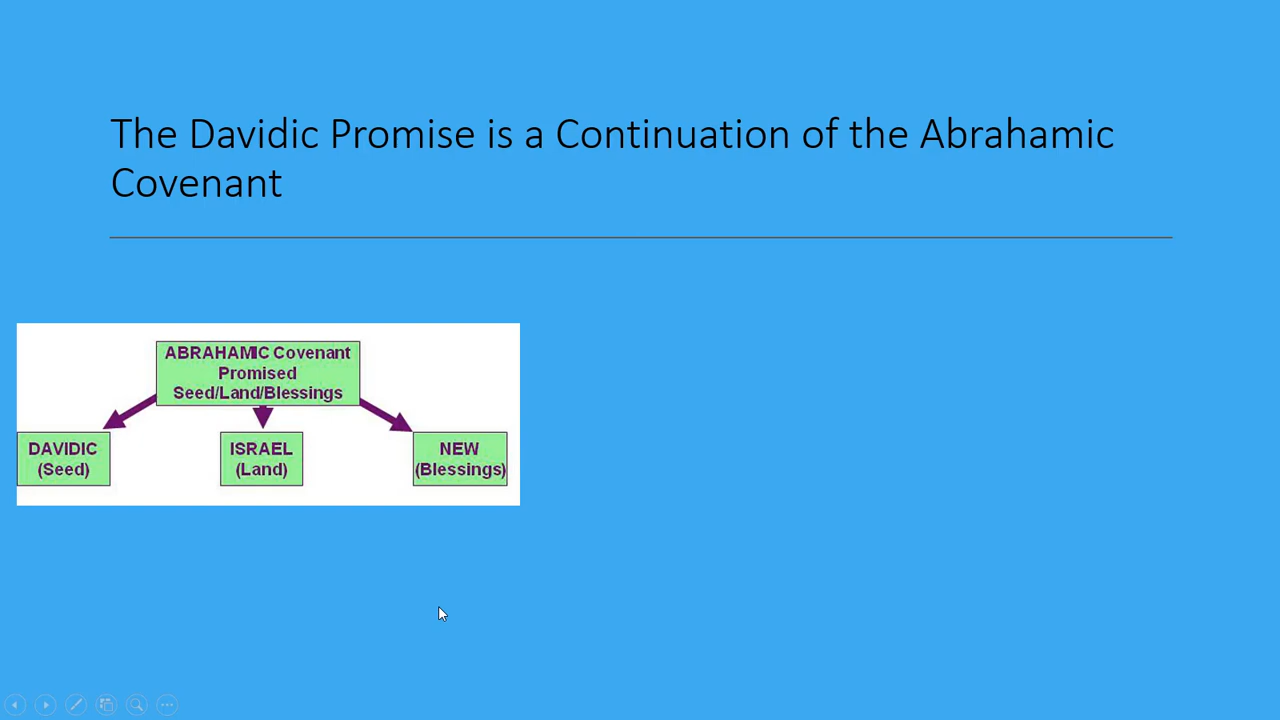 The Davidic Promise is a Continuation of the Abrahamic
Covenant
ABRAHAMIC Covenant
Promised
Seed/Land/Blessings
DAVIDIC
(Seed)
ISRAEL
(Land)
NEW
(Blessings)